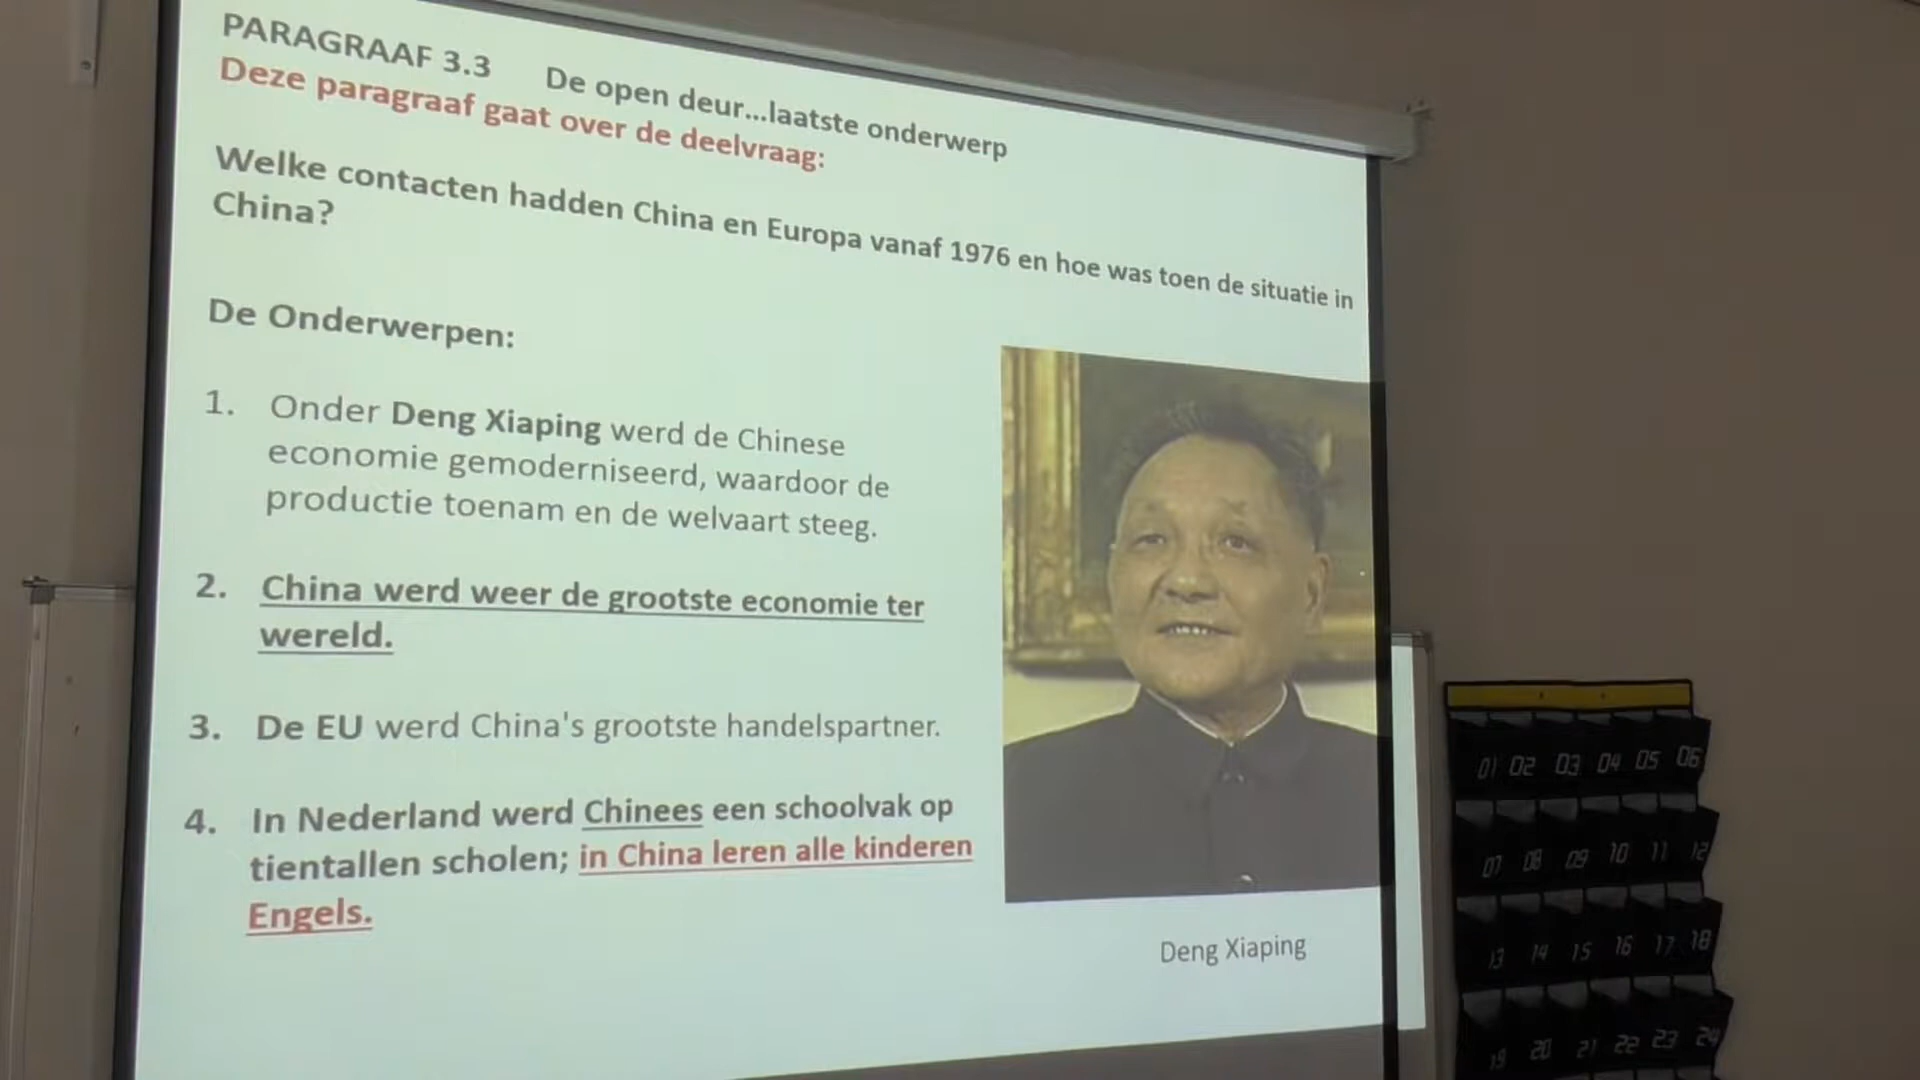 PARAGRAAF 3.3 De open deur...laatste onderwerp
Deze paragraaf gaat over de deelvraag:
Welke contacten hadden China en Europa vanaf 1976 en hoe was toen de situatie in
China?
De Onderwerpen:
1. Onder Deng Xiaping werd de Chinese
economie gemoderniseerd, waardoor de
productie toenam en de welvaart steeg.
2. China werd weer de grootste economie ter
wereld.
3. De EU werd China's grootste handelspartner.
4. In Nederland werd Chinees een schoolvak op
tientallen scholen; in China leren alle kinderen
Engels.
Deng Xiaping
01 02 03 04 05 06
07 08 09 10 11 12
13 14 15 16 17 18
19 20 21 22 23 24